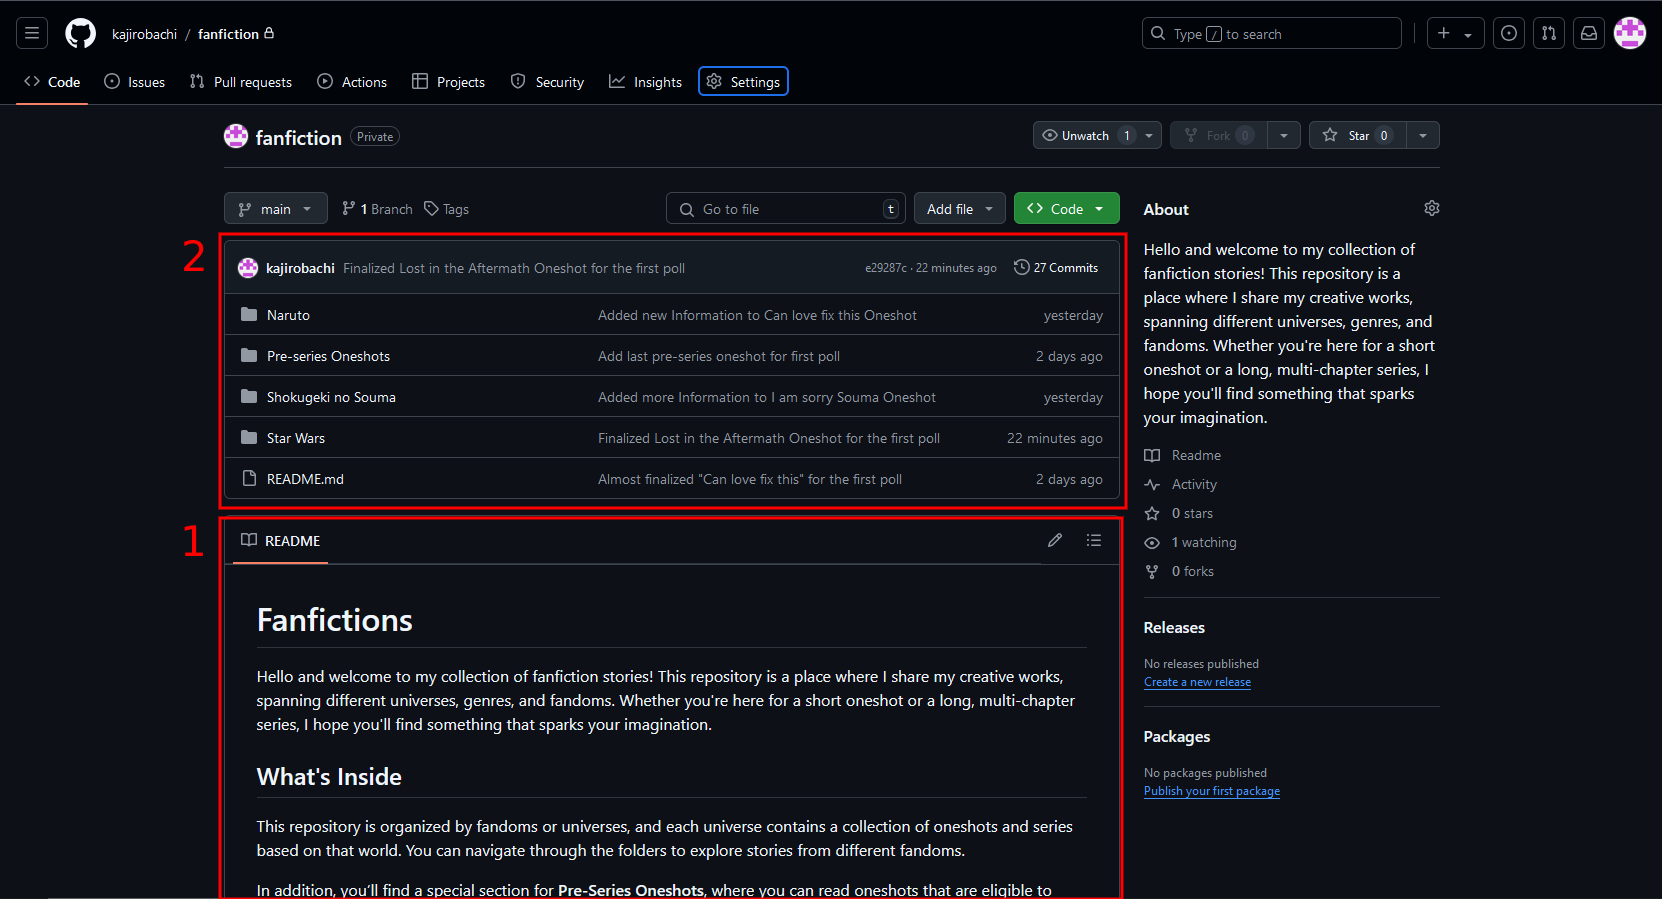 kajirobachi / fanfiction
Type / to search
Code
Issues
Pull requests
Actions
Projects
Security
Insights
Settings
fanfiction Private
Unwatch 1
Fork 0
Star 0
main
1 Branch
Tags
Go to file t
Add file
Code
2
kajirobachi Finalized Lost in the Aftermath Oneshot for the first poll e29287c · 22 minutes ago 27 Commits
Naruto Added new Information to Can love fix this Oneshot yesterday
Pre-series Oneshots Add last pre-series oneshot for first poll 2 days ago
Shokugeki no Souma Added more Information to I am sorry Souma Oneshot yesterday
Star Wars Finalized Lost in the Aftermath Oneshot for the first poll 22 minutes ago
README.md Almost finalized "Can love fix this" for the first poll 2 days ago
1
README
Fanfictions
Hello and welcome to my collection of fanfiction stories! This repository is a place where I share my creative works,
spanning different universes, genres, and fandoms. Whether you're here for a short oneshot or a long, multi-chapter
series, I hope you'll find something that sparks your imagination.
What's Inside
This repository is organized by fandoms or universes, and each universe contains a collection of oneshots and series
based on that world. You can navigate through the folders to explore stories from different fandoms.
In addition, you’ll find a special section for Pre-Series Oneshots, where you can read oneshots that are eligible to
About
Hello and welcome to my collection of
fanfiction stories! This repository is a
place where I share my creative works,
spanning different universes, genres, and
fandoms. Whether you're here for a short
oneshot or a long, multi-chapter series, I
hope you'll find something that sparks
your imagination.
Readme
Activity
0 stars
1 watching
0 forks
Releases
No releases published
Create a new release
Packages
No packages published
Publish your first package